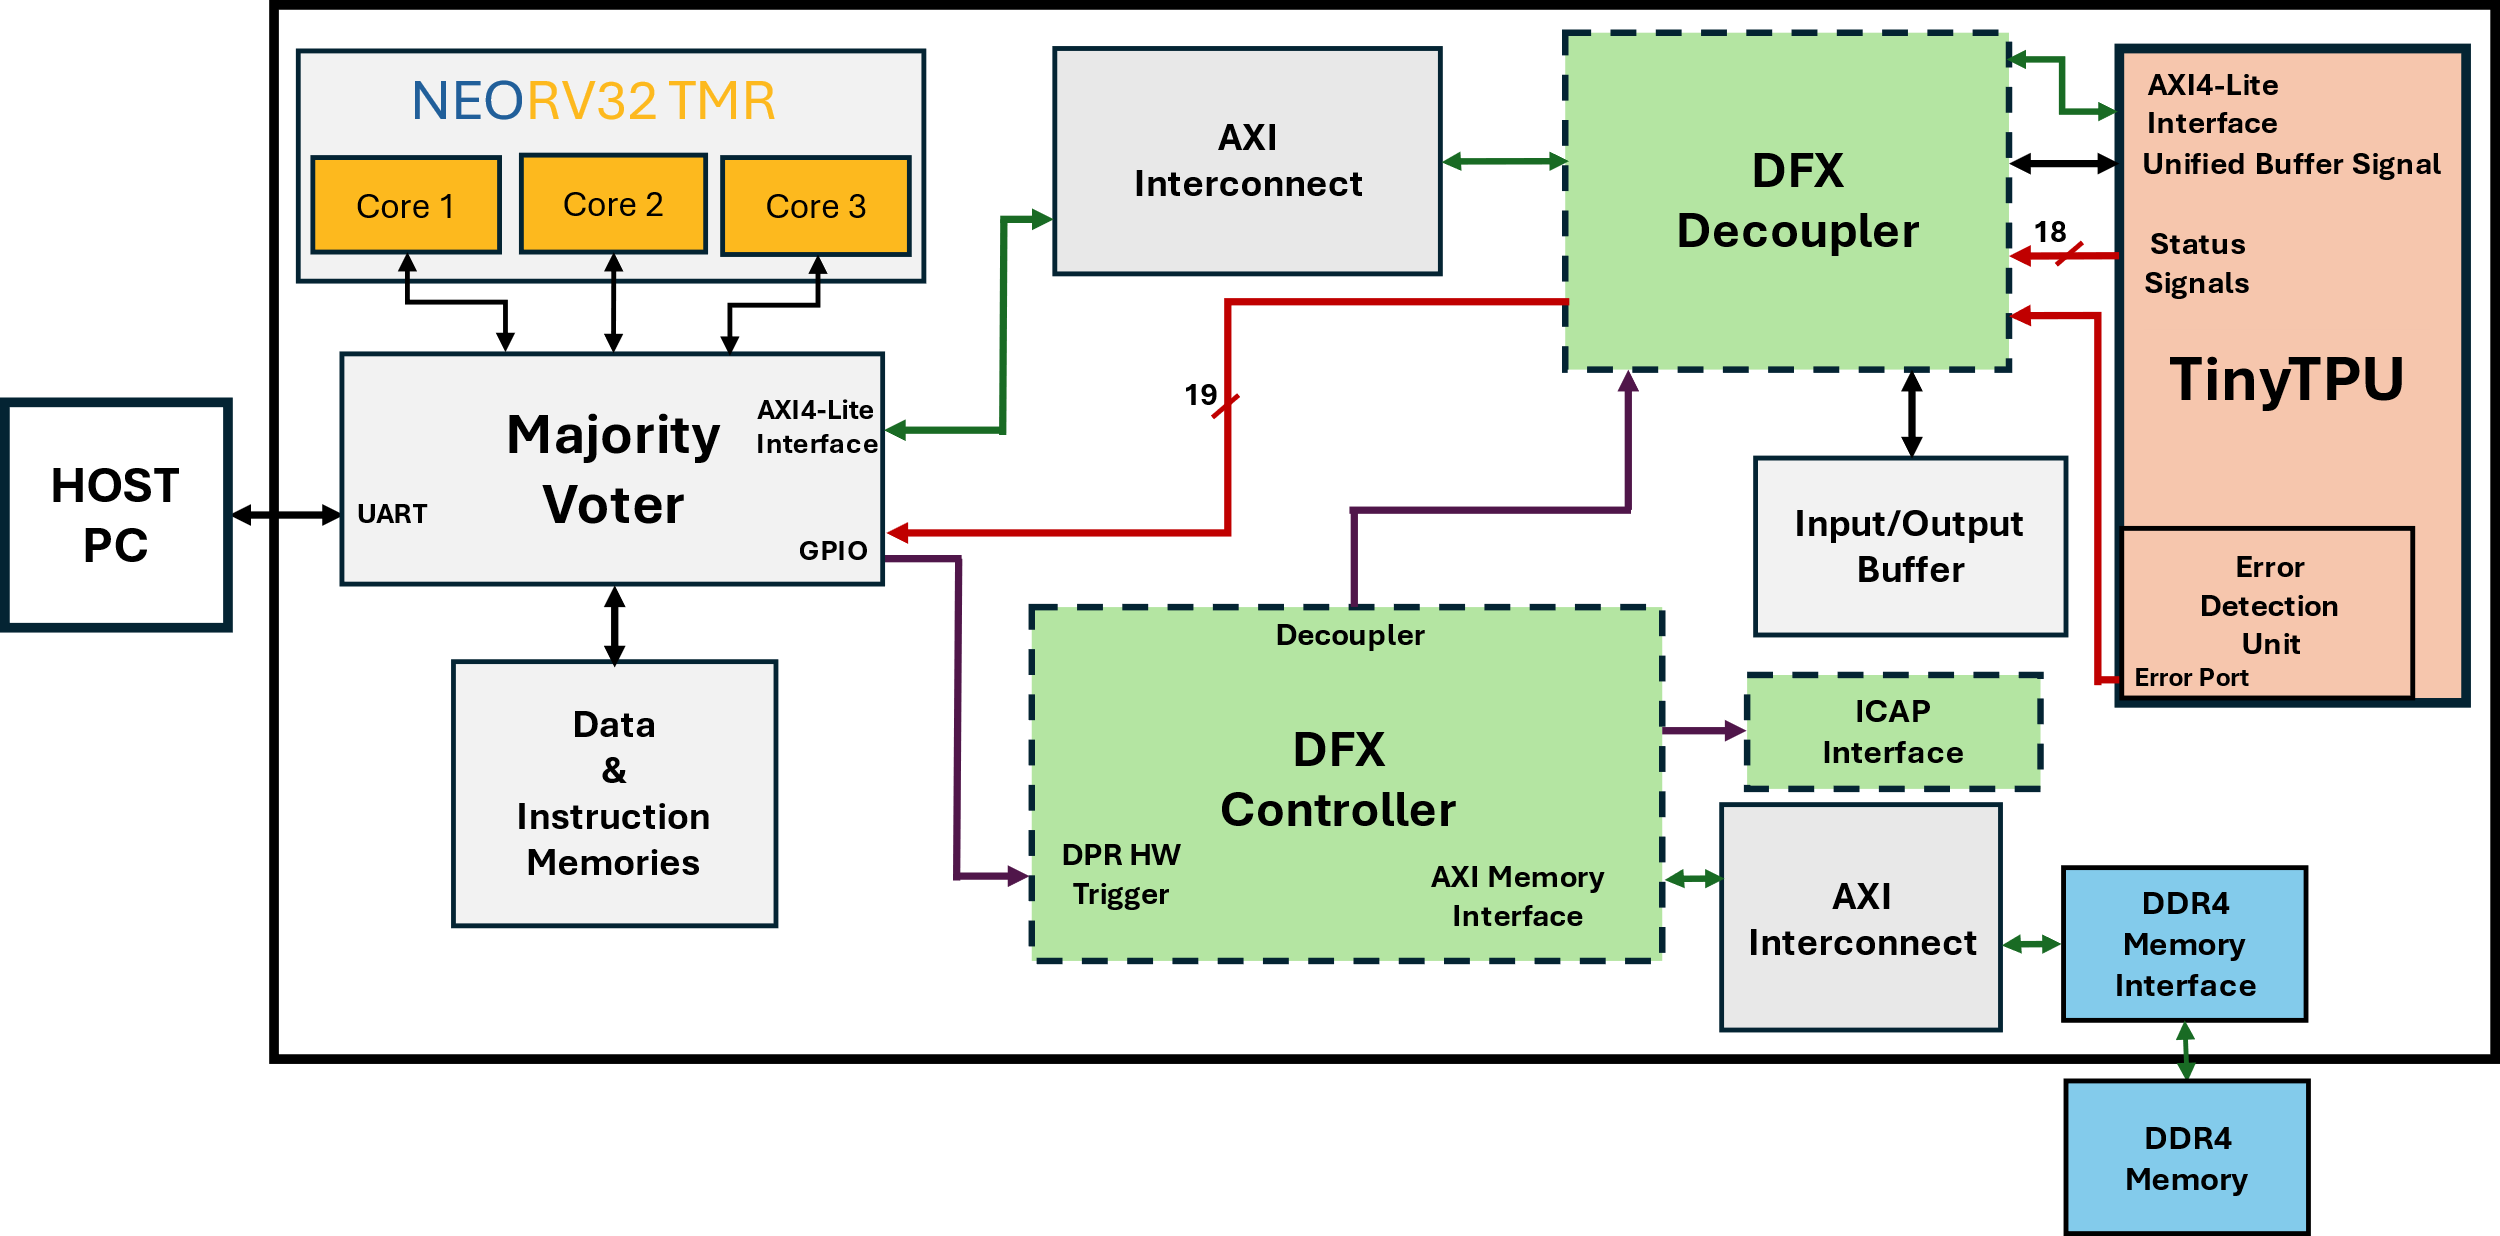 NEORV32 TMR
Core 1
Core 2
Core 3
AXI
Interconnect
DFX
Decoupler
AXI4-Lite
Interface
Unified Buffer Signal
18
Status
Signals
TinyTPU
19
HOST
PC
Majority
Voter
AXI4-Lite
Interface
UART
GPIO
Input/Output
Buffer
Error
Detection
Unit
Error Port
Data
&
Instruction
Memories
Decoupler
DFX
Controller
DPR HW
Trigger
AXI Memory
Interface
ICAP
Interface
AXI
Interconnect
DDR4
Memory
Interface
DDR4
Memory